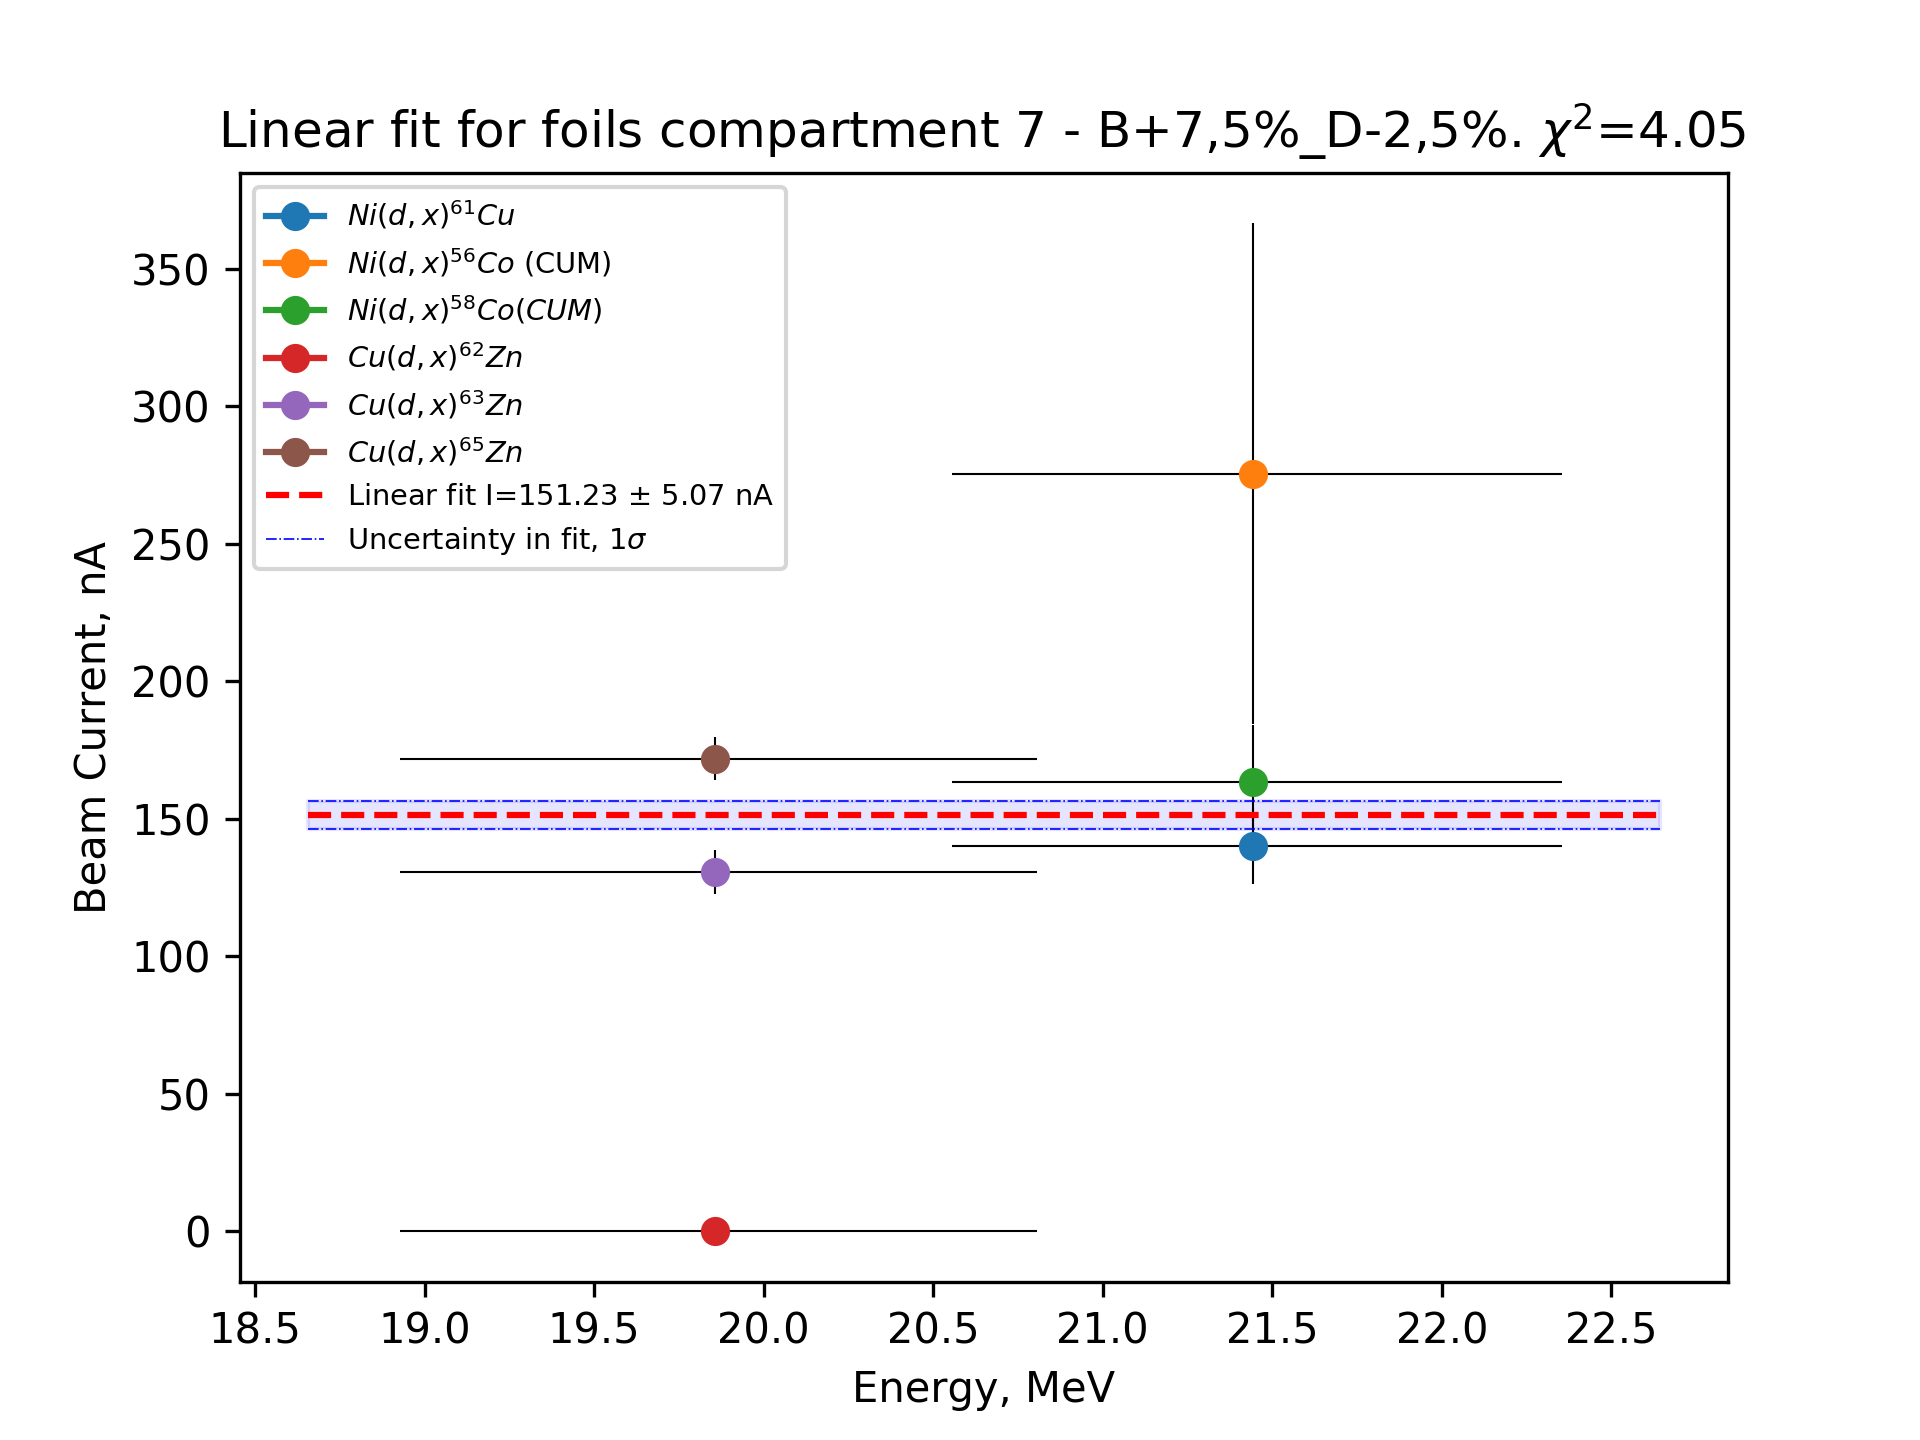 Linear fit for foils compartment 7 - B+7,5%_D-2,5%. χ²=4.05
Ni(d, x)⁶¹Cu
Ni(d, x)⁵⁶Co (CUM)
Ni(d, x)⁵⁸Co(CUM)
Cu(d, x)⁶²Zn
Cu(d, x)⁶³Zn
Cu(d, x)⁶⁵Zn
Linear fit I=151.23 ± 5.07 nA
Uncertainty in fit, 1σ
Beam Current, nA
350
300
250
200
150
100
50
0
18.5 19.0 19.5 20.0 20.5 21.0 21.5 22.0 22.5
Energy, MeV